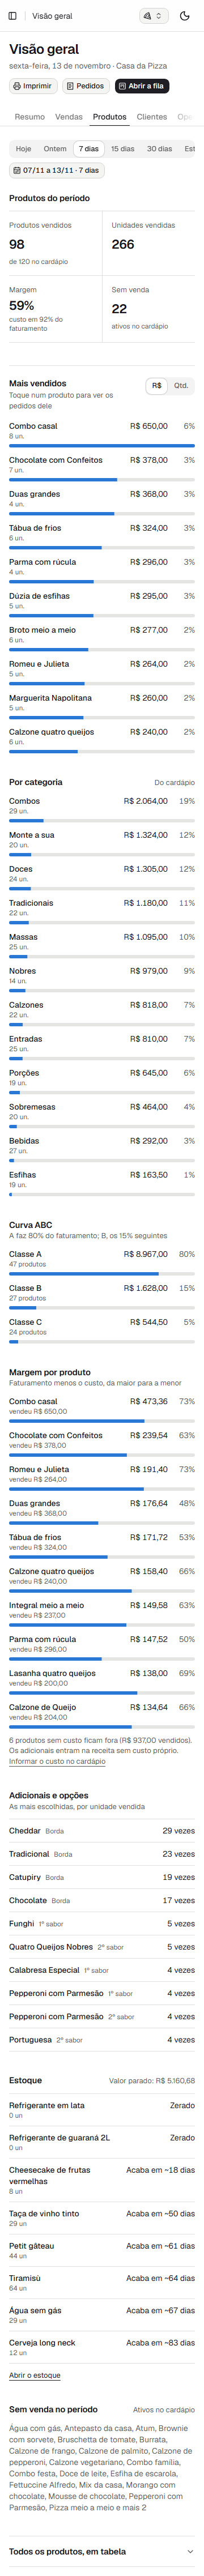 Visão geral
Visão geral
sexta-feira, 13 de novembro · Casa da Pizza
Imprimir Pedidos Abrir a fila
Resumo Vendas Produtos Clientes Ope
Hoje Ontem 7 dias 15 dias 30 dias Est
07/11 a 13/11 · 7 dias
Produtos do período
Produtos vendidos
98
de 120 no cardápio
Unidades vendidas
266
Margem
59%
custo em 92% do
faturamento
Sem venda
22
ativos no cardápio
Mais vendidos
Toque num produto para ver os
pedidos dele
R$ Qtd.
Combo casal R$ 650,00 6%
8 un.
Chocolate com Confeitos R$ 378,00 3%
7 un.
Duas grandes R$ 368,00 3%
4 un.
Tábua de frios R$ 324,00 3%
6 un.
Parma com rúcula R$ 296,00 3%
4 un.
Dúzia de esfihas R$ 295,00 3%
5 un.
Broto meio a meio R$ 277,00 2%
6 un.
Romeu e Julieta R$ 264,00 2%
5 un.
Marguerita Napolitana R$ 260,00 2%
5 un.
Calzone quatro queijos R$ 240,00 2%
6 un.
Por categoria Do cardápio
Combos R$ 2.064,00 19%
29 un.
Monte a sua R$ 1.324,00 12%
20 un.
Doces R$ 1.305,00 12%
24 un.
Tradicionais R$ 1.180,00 11%
22 un.
Massas R$ 1.095,00 10%
25 un.
Nobres R$ 979,00 9%
14 un.
Calzones R$ 818,00 7%
22 un.
Entradas R$ 810,00 7%
25 un.
Porções R$ 645,00 6%
19 un.
Sobremesas R$ 464,00 4%
20 un.
Bebidas R$ 292,00 3%
27 un.
Esfihas R$ 163,50 1%
19 un.
Curva ABC
A faz 80% do faturamento; B, os 15% seguintes
Classe A R$ 8.967,00 80%
47 produtos
Classe B R$ 1.628,00 15%
27 produtos
Classe C R$ 544,50 5%
24 produtos
Margem por produto
Faturamento menos o custo, da maior para a menor
Combo casal R$ 473,36 73%
vendeu R$ 650,00
Chocolate com Confeitos R$ 239,54 63%
vendeu R$ 378,00
Romeu e Julieta R$ 191,40 73%
vendeu R$ 264,00
Duas grandes R$ 176,64 48%
vendeu R$ 368,00
Tábua de frios R$ 171,72 53%
vendeu R$ 324,00
Calzone quatro queijos R$ 158,40 66%
vendeu R$ 240,00
Integral meio a meio R$ 149,58 63%
vendeu R$ 237,00
Parma com rúcula R$ 147,52 50%
vendeu R$ 296,00
Lasanha quatro queijos R$ 138,00 69%
vendeu R$ 200,00
Calzone de Queijo R$ 134,64 66%
vendeu R$ 204,00
6 produtos sem custo ficam fora (R$ 937,00 vendidos).
Os adicionais entram na receita sem custo próprio.
Informar o custo no cardápio
Adicionais e opções
As mais escolhidas, por unidade vendida
Cheddar Borda 29 vezes
Tradicional Borda 23 vezes
Catupiry Borda 19 vezes
Chocolate Borda 17 vezes
Funghi 1º sabor 5 vezes
Quatro Queijos Nobres 2º sabor 5 vezes
Calabresa Especial 1º sabor 4 vezes
Pepperoni com Parmesão 1º sabor 4 vezes
Pepperoni com Parmesão 2º sabor 4 vezes
Portuguesa 2º sabor 4 vezes
Estoque Valor parado: R$ 5.160,68
Refrigerante em lata Zerado
0 un
Refrigerante de guaraná 2L Zerado
0 un
Cheesecake de frutas Acaba em ~18 dias
vermelhas
8 un
Taça de vinho tinto Acaba em ~50 dias
29 un
Petit gâteau Acaba em ~61 dias
44 un
Tiramisù Acaba em ~64 dias
64 un
Água sem gás Acaba em ~67 dias
29 un
Cerveja long neck Acaba em ~83 dias
12 un
Abrir o estoque
Sem venda no período Ativos no cardápio
Água com gás, Antepasto da casa, Atum, Brownie
com sorvete, Bruschetta de tomate, Burrata,
Calzone de frango, Calzone de palmito, Calzone de
pepperoni, Calzone vegetariano, Combo família,
Combo festa, Doce de leite, Esfiha de escarola,
Fettuccine Alfredo, Mix da casa, Morango com
chocolate, Mousse de chocolate, Pepperoni com
Parmesão, Pizza meio a meio e mais 2
Todos os produtos, em tabela